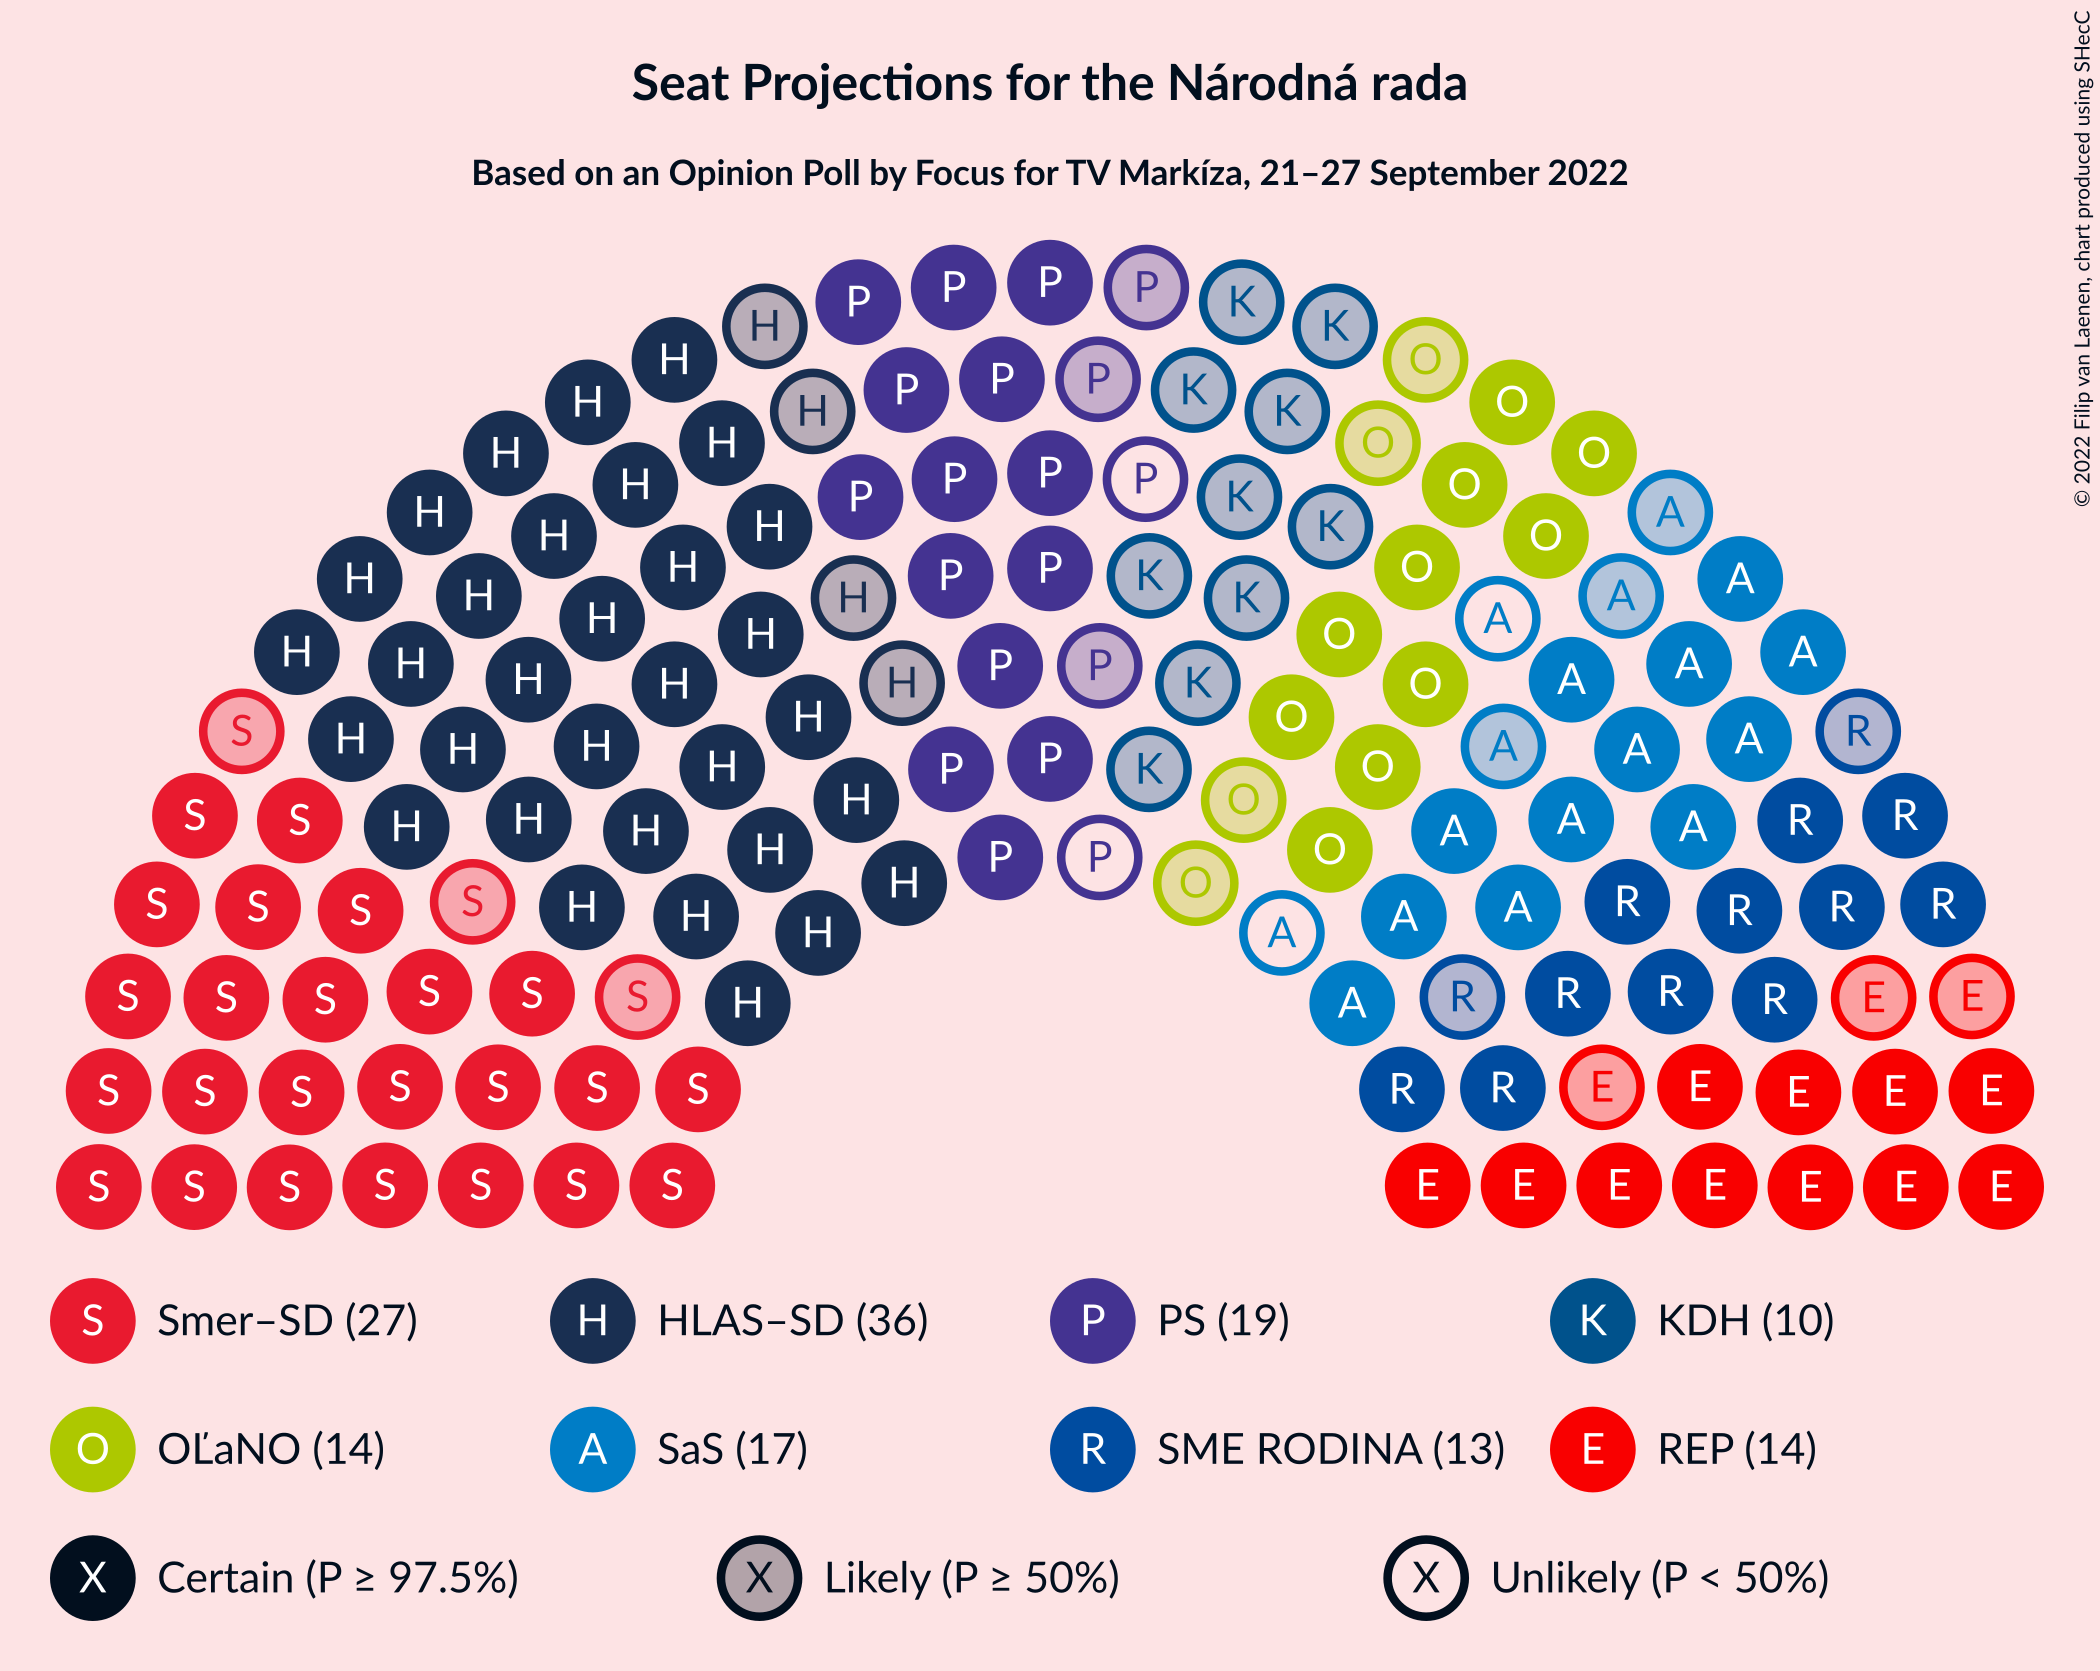 Seat Projections for the Národná rada
Based on an Opinion Poll by Focus for TV Markíza, 21–27 September 2022
© 2022 Filip van Laenen, chart produced using SHecC
P P P P K K
H O
H P P P K K O O
H H O O
H H P P P P K K O O A
H H H P P K K O O A A A
H H H H H P P K O O A A A A
S H H H H H P P K O O A A A A R
S S H H H H H P P O O A A A R R
S S S S H H H H A A A R R R R
S S S S S S H A R R R R E E
S S S S S S S R R E E E E E
S S S S S S S E E E E E E E
S Smer–SD (27) H HLAS–SD (36) P PS (19) K KDH (10)
O OĽaNO (14) A SaS (17) R SME RODINA (13) E REP (14)
X Certain (P ≥ 97.5%) X Likely (P ≥ 50%) X Unlikely (P < 50%)